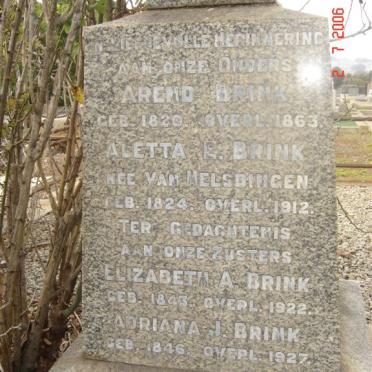 IN LIEFDEVOLLE HERINNERING
AAN ONZE OUDERS
AREND BRINK
GEB. 1820. OVERL. 1863.
ALETTA E. BRINK
NEE VAN HELSDINGEN
GEB. 1824. OVERL. 1912.
TER GEDACHTENIS
AAN ONZE ZUSTERS
ELIZABETH A. BRINK
GEB. 1843. OVERL. 1922.
ADRIANA J. BRINK
GEB. 1846. OVERL. 1927.
2 7 2006